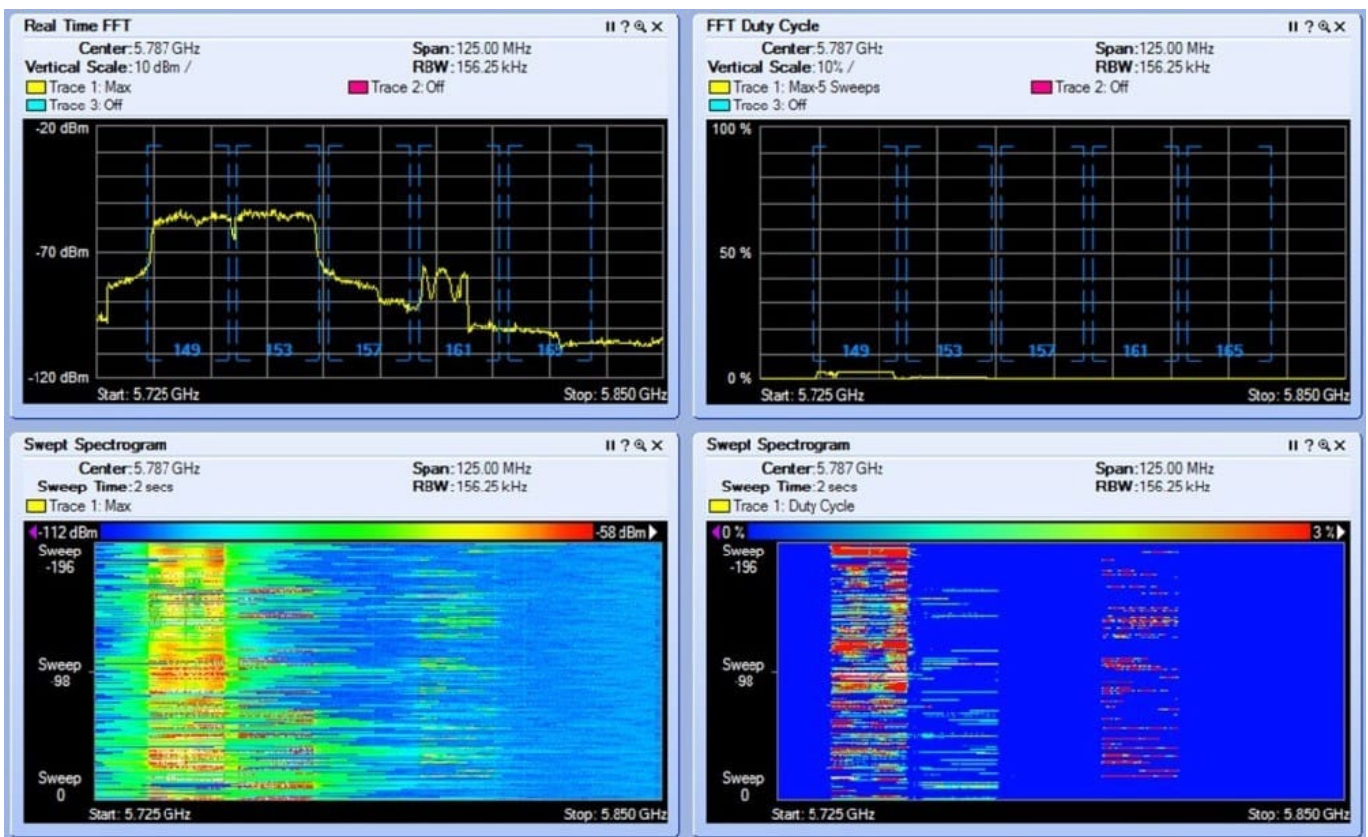 Real Time FFT
Center: 5.787 GHz Span: 125.00 MHz
Vertical Scale: 10 dBm / RBW: 156.25 kHz
Trace 1: Max Trace 2: Off
Trace 3: Off
-20 dBm
-70 dBm
149 153 157 161 165
-120 dBm
Start: 5.725 GHz Stop: 5.850 GHz
FFT Duty Cycle
Center: 5.787 GHz Span: 125.00 MHz
Vertical Scale: 10% / RBW: 156.25 kHz
Trace 1: Max-5 Sweeps Trace 2: Off
Trace 3: Off
100 %
50 %
149 153 157 161 165
0 %
Start: 5.725 GHz Stop: 5.850 GHz
Swept Spectrogram
Center: 5.787 GHz Span: 125.00 MHz
Sweep Time: 2 secs RBW: 156.25 kHz
Trace 1: Max
-112 dBm -58 dBm
Sweep
-196
Sweep
-98
Sweep
0
Start: 5.725 GHz Stop: 5.850 GHz
Swept Spectrogram
Center: 5.787 GHz Span: 125.00 MHz
Sweep Time: 2 secs RBW: 156.25 kHz
Trace 1: Duty Cycle
0 % 3 %
Sweep
-196
Sweep
-98
Sweep
0
Start: 5.725 GHz Stop: 5.850 GHz